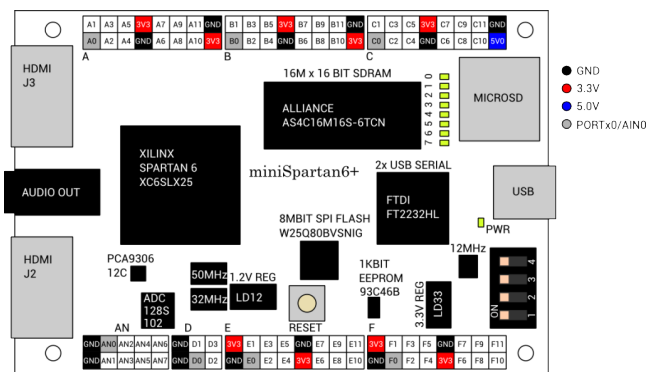 A1 A3 A5 3V3 A7 A9 A11 GND
A0 A2 A4 GND A6 A8 A10 3V3
A
B1 B3 B5 3V3 B7 B9 B11 GND
B0 B2 B4 GND B6 B8 B10 3V3
B
C1 C3 C5 3V3 C7 C9 C11 GND
C0 C2 C4 GND C6 C8 C10 5V0
C
GND
3.3V
5.0V
PORTx0/AIN0
HDMI
J3
16M x 16 BIT SDRAM
ALLIANCE
AS4C16M16S-6TCN
7 6 5 4 3 2 1 0
MICROSD
XILINX
SPARTAN 6
XC6SLX25
miniSpartan6+
2x USB SERIAL
FTDI
FT2232HL
AUDIO OUT
USB
PWR
8MBIT SPI FLASH
W25Q80BVSNIG
HDMI
J2
PCA9306
12C
50MHz
32MHz
1.2V REG
LD12
ADC
128S
102
RESET
1KBIT
EEPROM
93C46B
12MHz
3.3V REG
LD33
ON
1 2 3 4
AN
GND AN0 AN2 AN4 AN6
GND AN1 AN3 AN5 AN7
D
GND D1 D3
GND D0 D2
E
3V3 E1 E3 E5 GND E7 E9 E11
GND E0 E2 E4 3V3 E6 E8 E10
F
3V3 F1 F3 F5 GND F7 F9 F11
GND F0 F2 F4 3V3 F6 F8 F10